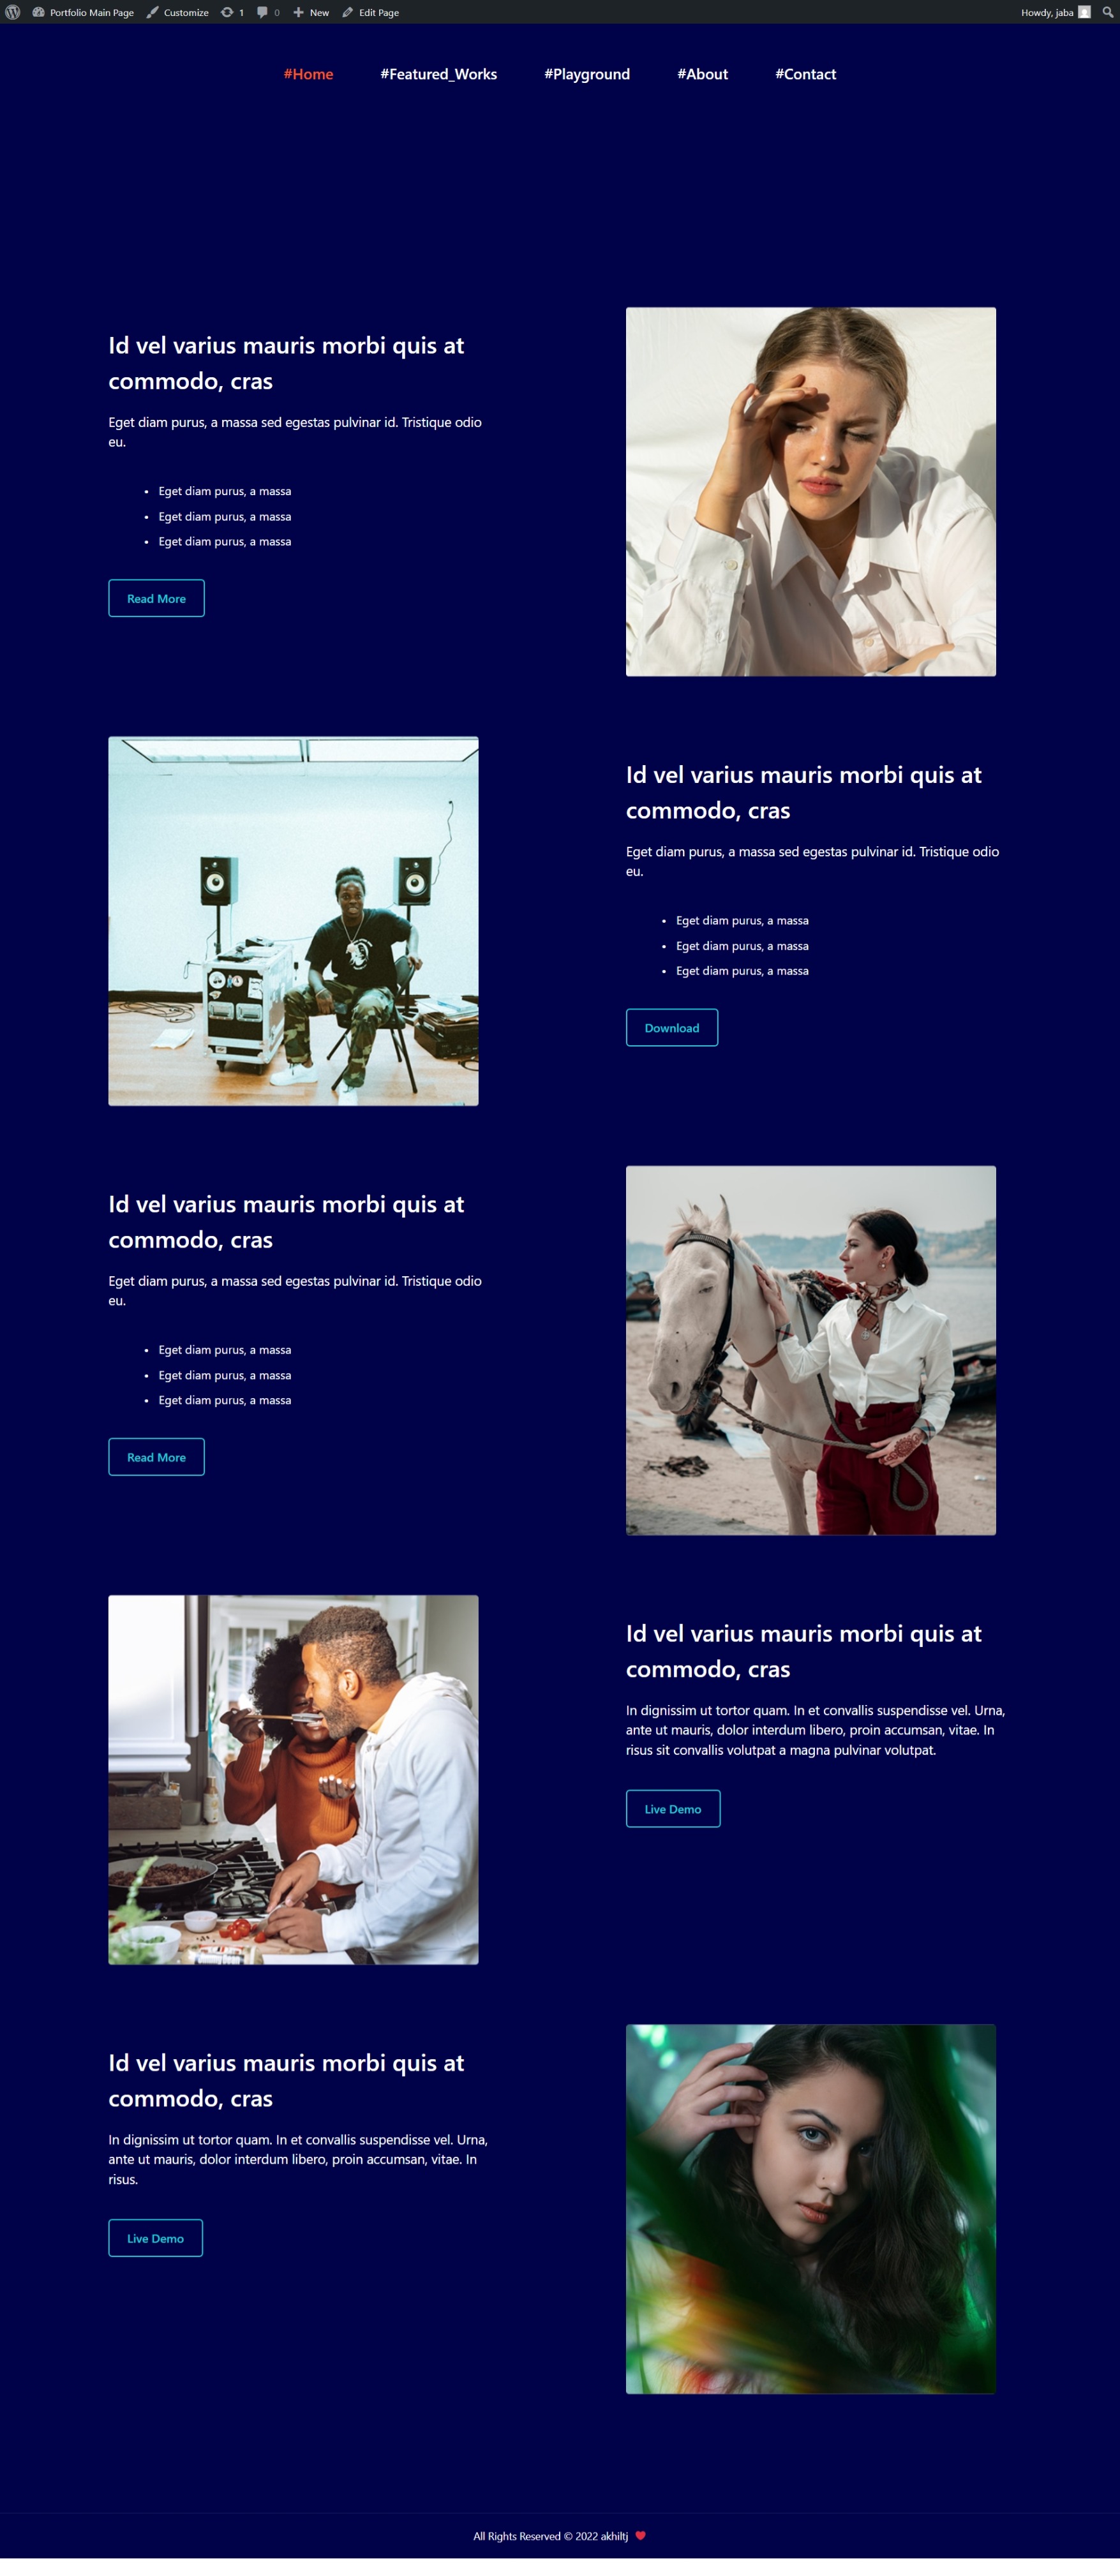 Portfolio Main Page Customize 1 0 New Edit Page Howdy, jaba
#Home #Featured_Works #Playground #About #Contact
Id vel varius mauris morbi quis at
commodo, cras
Eget diam purus, a massa sed egestas pulvinar id. Tristique odio
eu.
• Eget diam purus, a massa
• Eget diam purus, a massa
• Eget diam purus, a massa
Read More
Id vel varius mauris morbi quis at
commodo, cras
Eget diam purus, a massa sed egestas pulvinar id. Tristique odio
eu.
• Eget diam purus, a massa
• Eget diam purus, a massa
• Eget diam purus, a massa
Download
Id vel varius mauris morbi quis at
commodo, cras
Eget diam purus, a massa sed egestas pulvinar id. Tristique odio
eu.
• Eget diam purus, a massa
• Eget diam purus, a massa
• Eget diam purus, a massa
Read More
Id vel varius mauris morbi quis at
commodo, cras
In dignissim ut tortor quam. In et convallis suspendisse vel. Urna,
ante ut mauris, dolor interdum libero, proin accumsan, vitae. In
risus sit convallis volutpat a magna pulvinar volutpat.
Live Demo
Id vel varius mauris morbi quis at
commodo, cras
In dignissim ut tortor quam. In et convallis suspendisse vel. Urna,
ante ut mauris, dolor interdum libero, proin accumsan, vitae. In
risus.
Live Demo
All Rights Reserved © 2022 akhiltj ❤